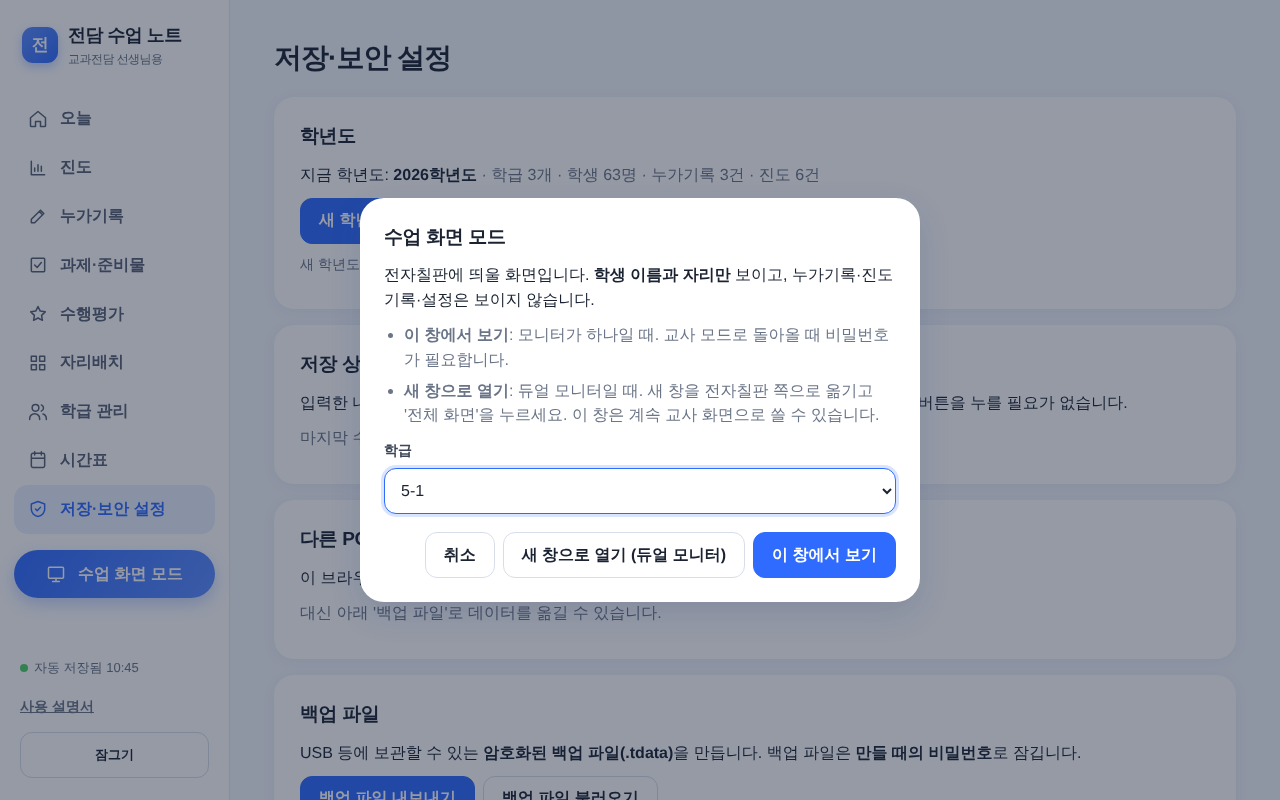 전
전담 수업 노트
교과전담 선생님용
오늘
진도
누가기록
과제·준비물
수행평가
자리배치
학급 관리
시간표
저장·보안 설정
수업 화면 모드
자동 저장됨 10:45
사용 설명서
잠그기
저장·보안 설정
학년도
지금 학년도: 2026학년도 · 학급 3개 · 학생 63명 · 누가기록 3건 · 진도 6건
새 학
새 학년도
수업 화면 모드
전자칠판에 띄울 화면입니다. 학생 이름과 자리만 보이고, 누가기록·진도
기록·설정은 보이지 않습니다.
이 창에서 보기: 모니터가 하나일 때. 교사 모드로 돌아올 때 비밀번호
가 필요합니다.
새 창으로 열기: 듀얼 모니터일 때. 새 창을 전자칠판 쪽으로 옮기고
'전체 화면'을 누르세요. 이 창은 계속 교사 화면으로 쓸 수 있습니다.
학급
5-1
취소
새 창으로 열기 (듀얼 모니터)
이 창에서 보기
저장 상
입력한 버튼을 누를 필요가 없습니다.
마지막
다른 PC
이 브라우
대신 아래 '백업 파일'로 데이터를 옮길 수 있습니다.
백업 파일
USB 등에 보관할 수 있는 암호화된 백업 파일(.tdata)을 만듭니다. 백업 파일은 만들 때의 비밀번호로 잠깁니다.
백업 파일 내보내기
백업 파일 불러오기